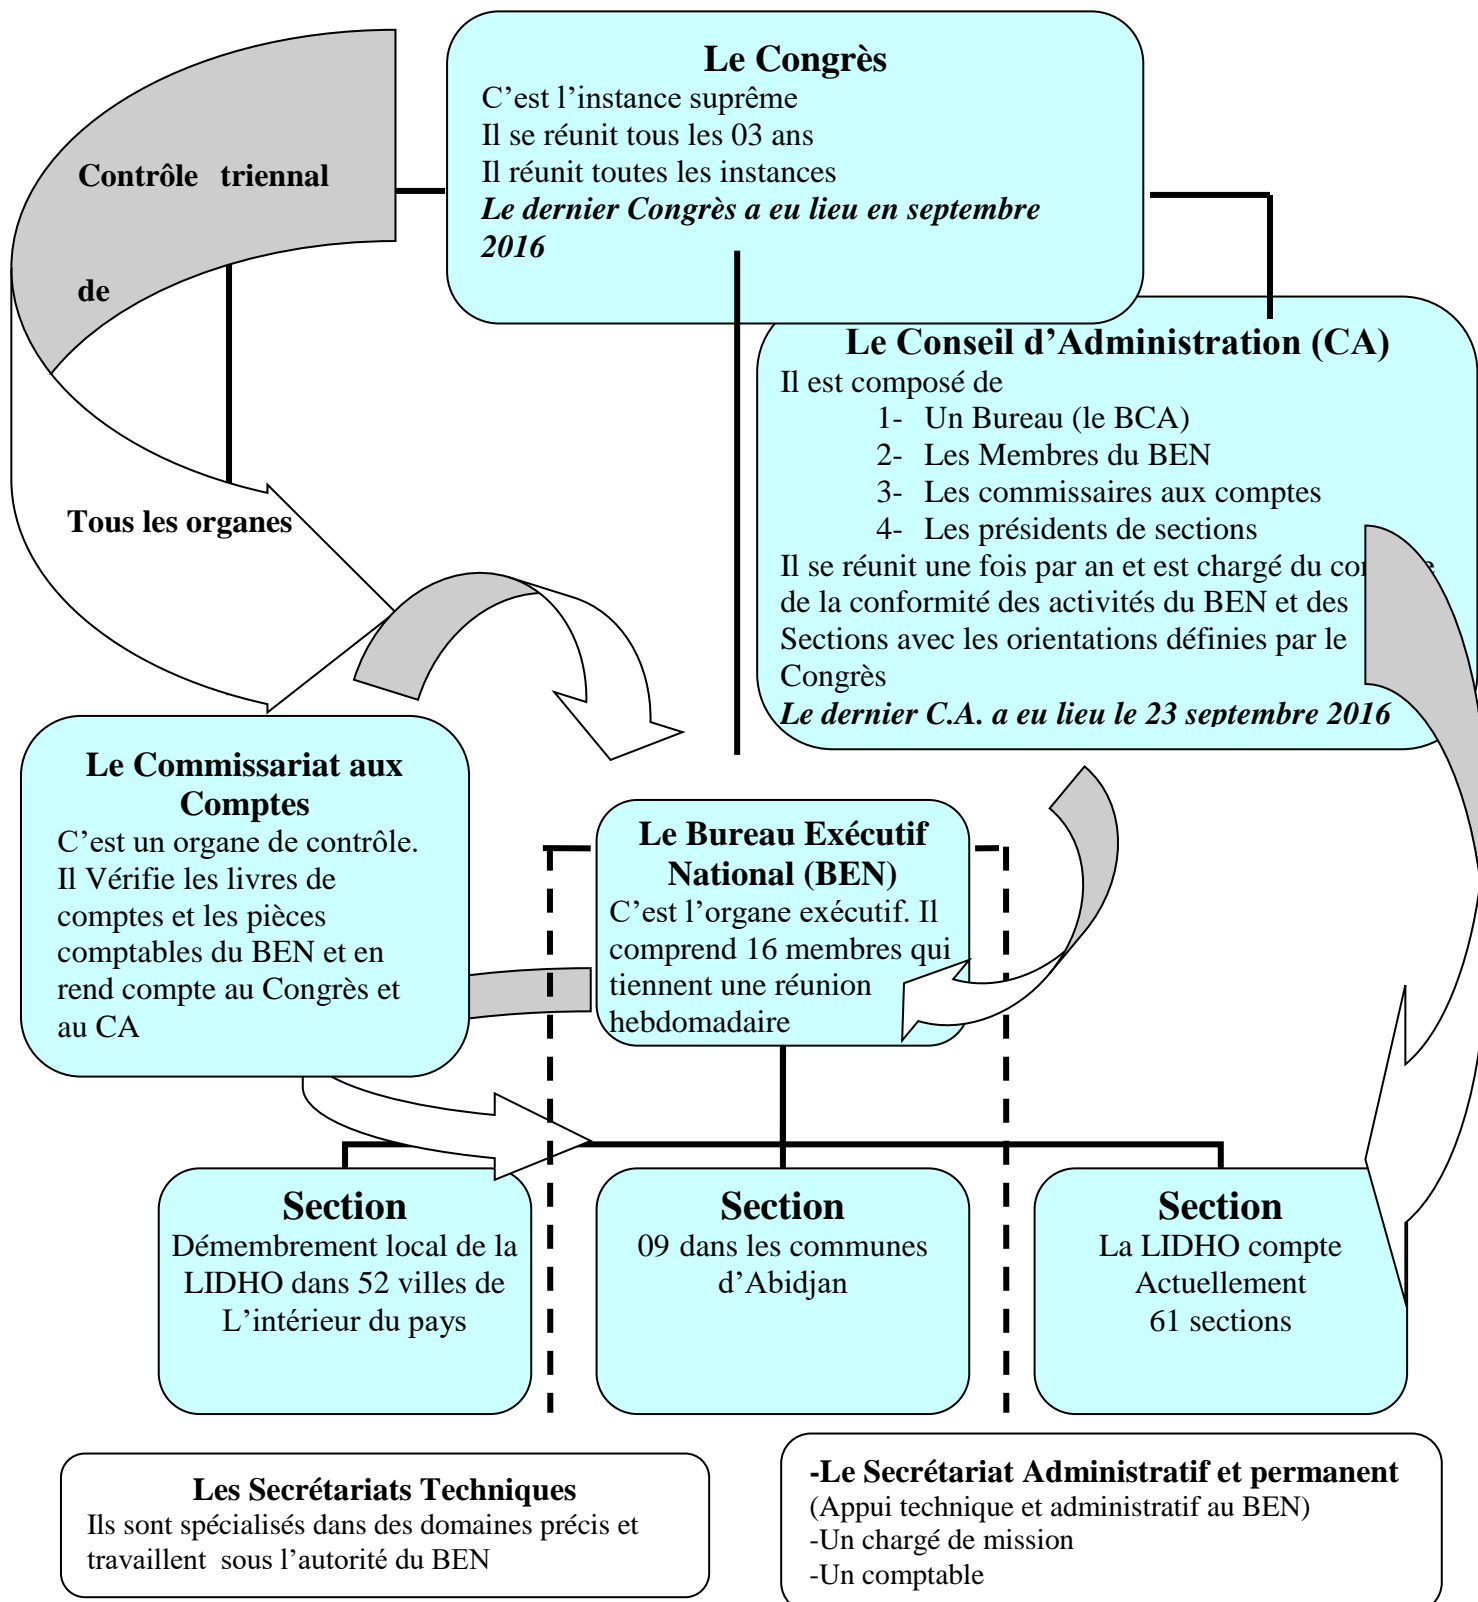 Le Congrès
C’est l’instance suprême
Il se réunit tous les 03 ans
Il réunit toutes les instances
Le dernier Congrès a eu lieu en septembre
2016
Contrôle triennal
de
Tous les organes
Le Conseil d’Administration (CA)
Il est composé de
1- Un Bureau (le BCA)
2- Les Membres du BEN
3- Les commissaires aux comptes
4- Les présidents de sections
Il se réunit une fois par an et est chargé du
de la conformité des activités du BEN et des
Sections avec les orientations définies par le
Congrès
Le dernier C.A. a eu lieu le 23 septembre 2016
Le Commissariat aux
Comptes
C’est un organe de contrôle.
Il Vérifie les livres de
comptes et les pièces
comptables du BEN et en
rend compte au Congrès et
au CA
Le Bureau Exécutif
National (BEN)
C’est l’organe exécutif. Il
comprend 16 membres qui
tiennent une réunion
hebdomadaire
Section
Démembrement local de la
LIDHO dans 52 villes de
L’intérieur du pays
Section
09 dans les communes
d’Abidjan
Section
La LIDHO compte
Actuellement
61 sections
Les Secrétariats Techniques
Ils sont spécialisés dans des domaines précis et
travaillent sous l’autorité du BEN
-Le Secrétariat Administratif et permanent
(Appui technique et administratif au BEN)
-Un chargé de mission
-Un comptable